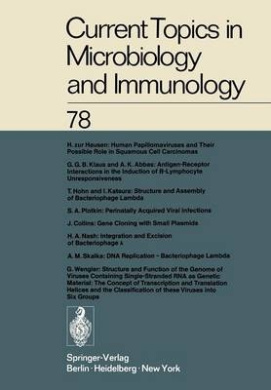 Current Topics in
Microbiology
and Immunology
78
H. zur Hausen: Human Papillomaviruses and Their
Possible Role in Squamous Cell Carcinomas
G. G. B. Klaus and A. K. Abbas: Antigen-Receptor
Interactions in the Induction of B-Lymphocyte
Unresponsiveness
T. Hohn and I. Katsura: Structure and Assembly
of Bacteriophage Lambda
S. A. Plotkin: Perinatally Acquired Viral Infections
J. Collins: Gene Cloning with Small Plasmids
H. A. Nash: Integration and Excision
of Bacteriophage λ
A. M. Skalka: DNA Replication - Bacteriophage Lambda
G. Wengler: Structure and Function of the Genome of
Viruses Containing Single-Stranded RNA as Genetic
Material: The Concept of Transcription and Translation
Helices and the Classification of these Viruses into
Six Groups
Springer-Verlag
Berlin · Heidelberg · New York